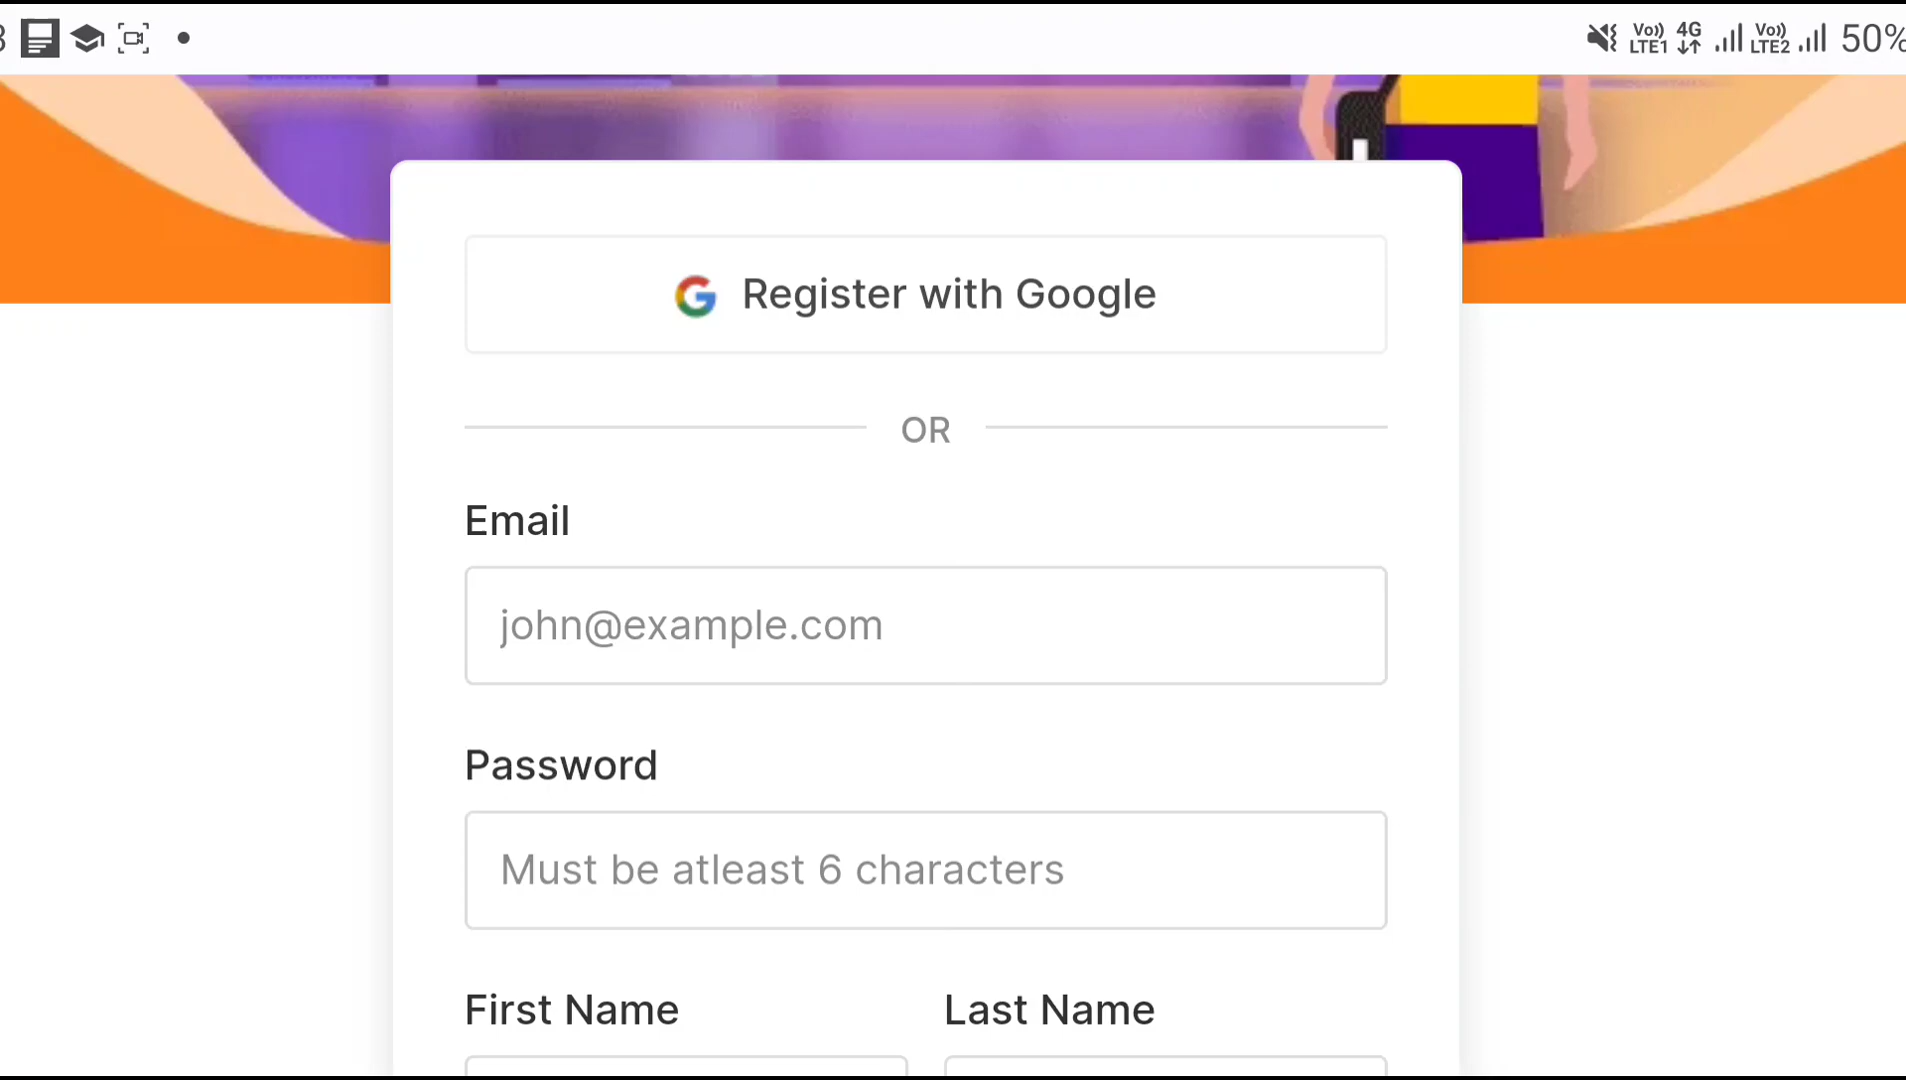 Vo)) 4G Vo)) 50%
LTE1 LTE2
Register with Google
OR
Email
john@example.com
Password
Must be atleast 6 characters
First Name Last Name